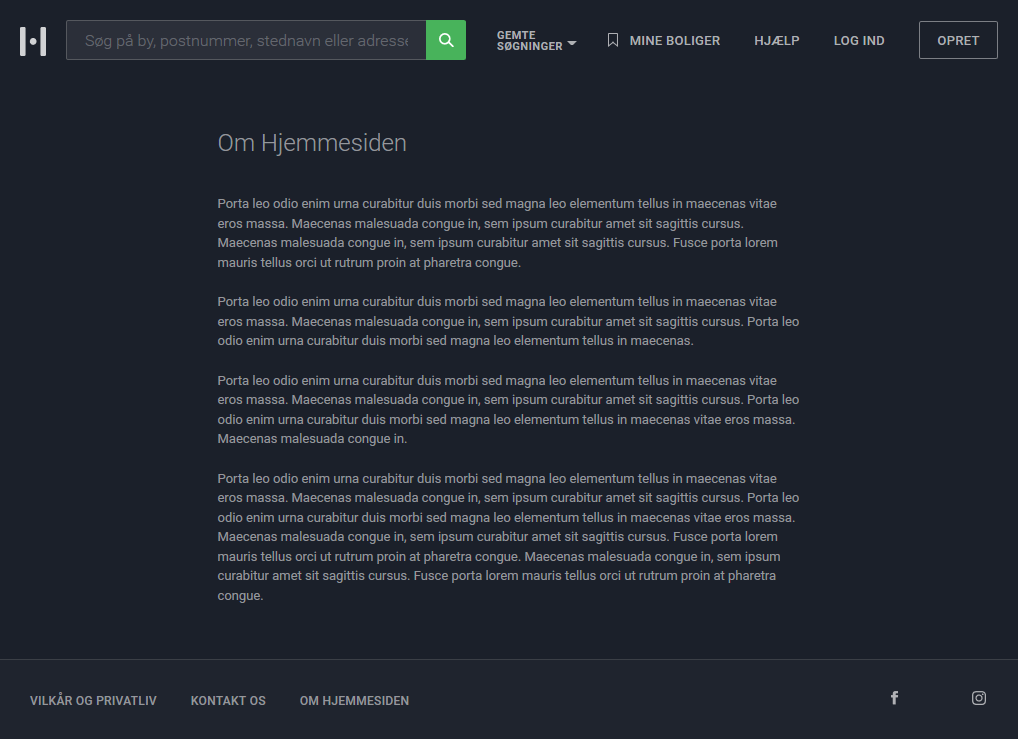 Søg på by, postnummer, stednavn eller adresse
GEMTE
SØGNINGER
MINE BOLIGER
HJÆLP
LOG IND
OPRET
Om Hjemmesiden
Porta leo odio enim urna curabitur duis morbi sed magna leo elementum tellus in maecenas vitae
eros massa. Maecenas malesuada congue in, sem ipsum curabitur amet sit sagittis cursus.
Maecenas malesuada congue in, sem ipsum curabitur amet sit sagittis cursus. Fusce porta lorem
mauris tellus orci ut rutrum proin at pharetra congue.
Porta leo odio enim urna curabitur duis morbi sed magna leo elementum tellus in maecenas vitae
eros massa. Maecenas malesuada congue in, sem ipsum curabitur amet sit sagittis cursus. Porta leo
odio enim urna curabitur duis morbi sed magna leo elementum tellus in maecenas.
Porta leo odio enim urna curabitur duis morbi sed magna leo elementum tellus in maecenas vitae
eros massa. Maecenas malesuada congue in, sem ipsum curabitur amet sit sagittis cursus. Porta leo
odio enim urna curabitur duis morbi sed magna leo elementum tellus in maecenas vitae eros massa.
Maecenas malesuada congue in.
Porta leo odio enim urna curabitur duis morbi sed magna leo elementum tellus in maecenas vitae
eros massa. Maecenas malesuada congue in, sem ipsum curabitur amet sit sagittis cursus. Porta leo
odio enim urna curabitur duis morbi sed magna leo elementum tellus in maecenas vitae eros massa.
Maecenas malesuada congue in, sem ipsum curabitur amet sit sagittis cursus. Fusce porta lorem
mauris tellus orci ut rutrum proin at pharetra congue. Maecenas malesuada congue in, sem ipsum
curabitur amet sit sagittis cursus. Fusce porta lorem mauris tellus orci ut rutrum proin at pharetra
congue.
VILKÅR OG PRIVATLIV
KONTAKT OS
OM HJEMMESIDEN